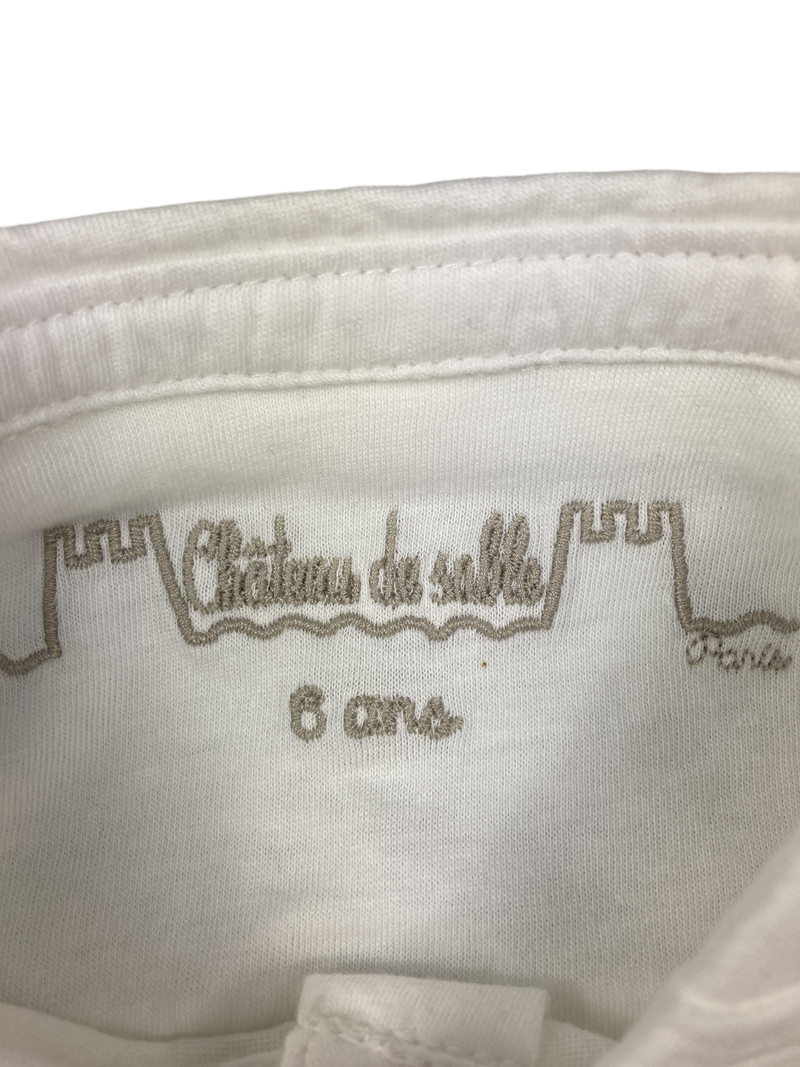 Château de sable
Paris
6 ans